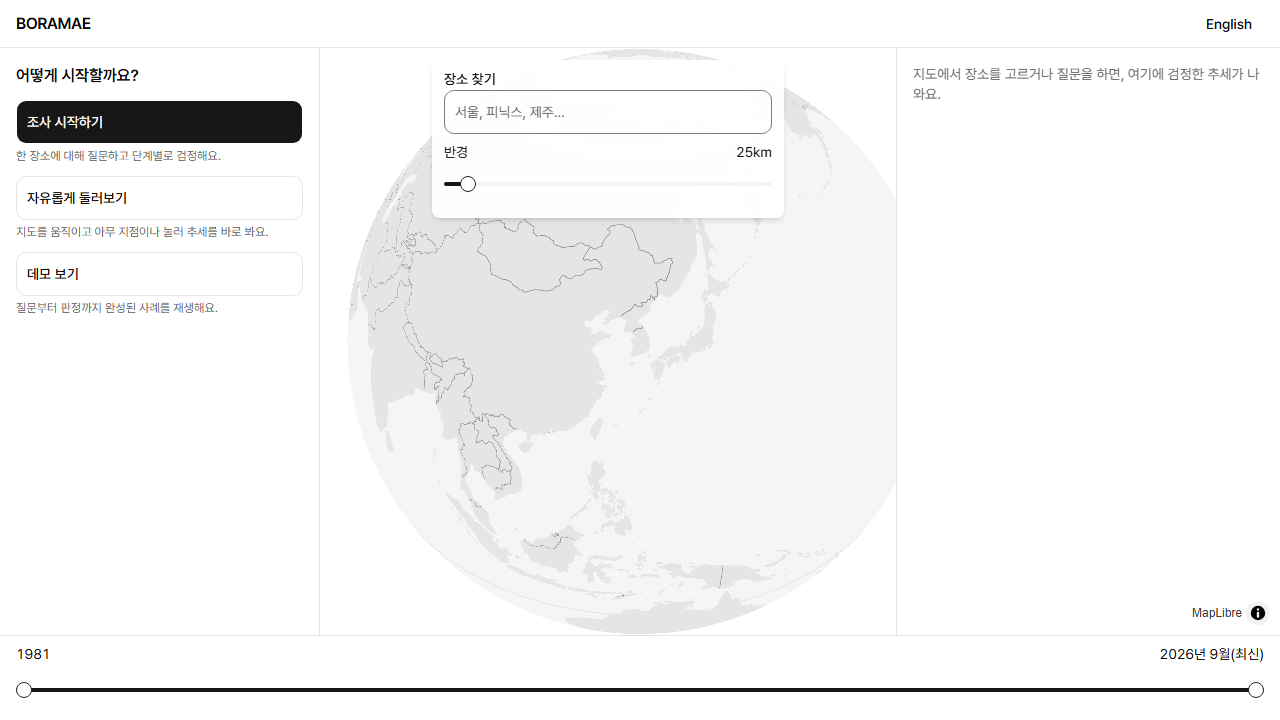 BORAMAE
English
어떻게 시작할까요?
조사 시작하기
한 장소에 대해 질문하고 단계별로 검정해요.
자유롭게 둘러보기
지도를 움직이고 아무 지점이나 눌러 추세를 바로 봐요.
데모 보기
질문부터 판정까지 완성된 사례를 재생해요.
장소 찾기
서울, 피닉스, 제주...
반경 25km
지도에서 장소를 고르거나 질문을 하면, 여기에 검정한 추세가 나
와요.
MapLibre
1981
2026년 9월(최신)